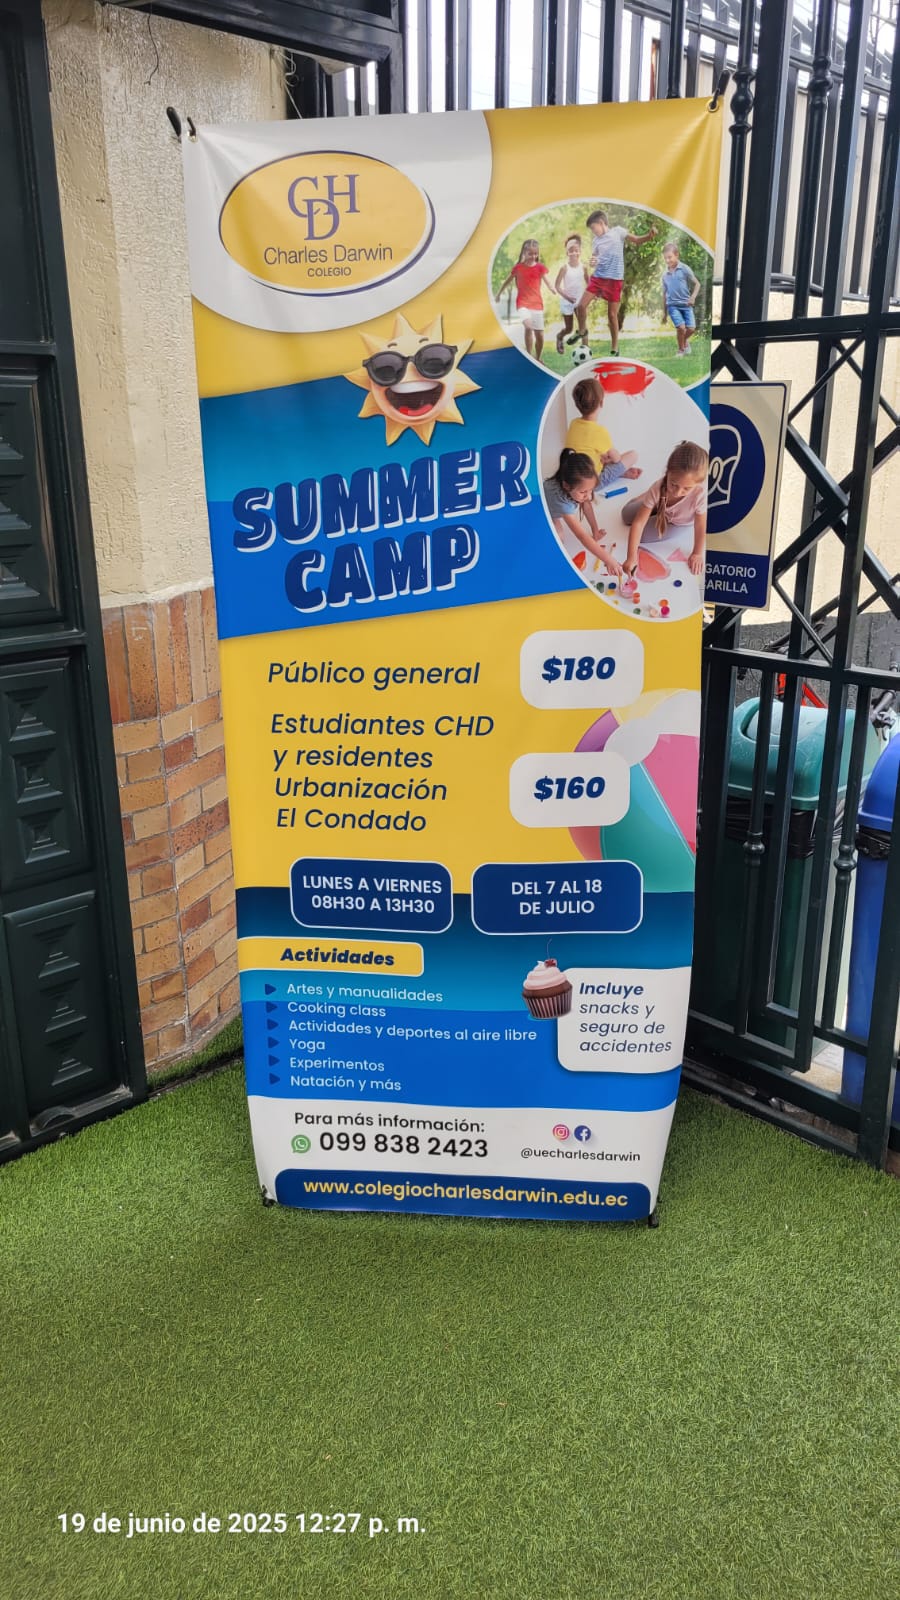 CHD
Charles Darwin
COLEGIO
SUMMER
CAMP
GATORIO
ARILLA
Público general
$180
Estudiantes CHD
y residentes
Urbanización
El Condado
$160
LUNES A VIERNES
08H30 A 13H30
DEL 7 AL 18
DE JULIO
Actividades
Artes y manualidades
Cooking class
Actividades y deportes al aire libre
Yoga
Experimentos
Natación y más
Incluye
snacks y
seguro de
accidentes
Para más información:
099 838 2423
@uecharlesdarwin
www.colegiocharlesdarwin.edu.ec
19 de junio de 2025 12:27 p. m.